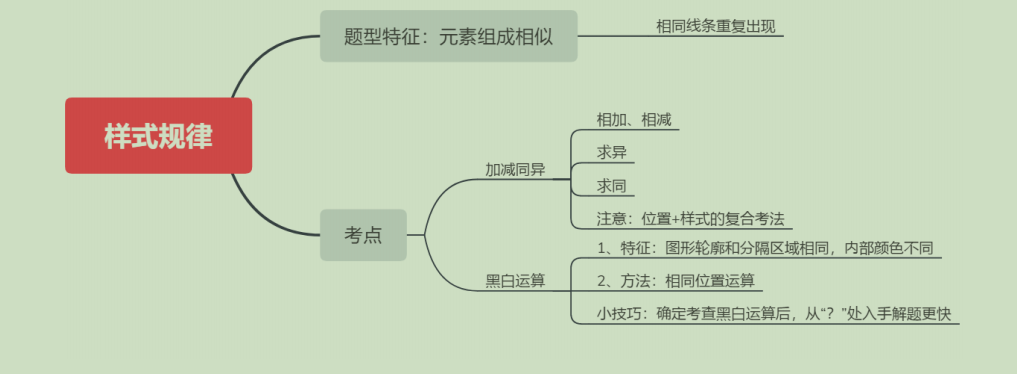 样式规律
题型特征：元素组成相似
相同线条重复出现
考点
加减同异
相加、相减
求异
求同
注意：位置+样式的复合考法
黑白运算
1、特征：图形轮廓和分隔区域相同，内部颜色不同
2、方法：相同位置运算
小技巧：确定考查黑白运算后，从“？”处入手解题更快